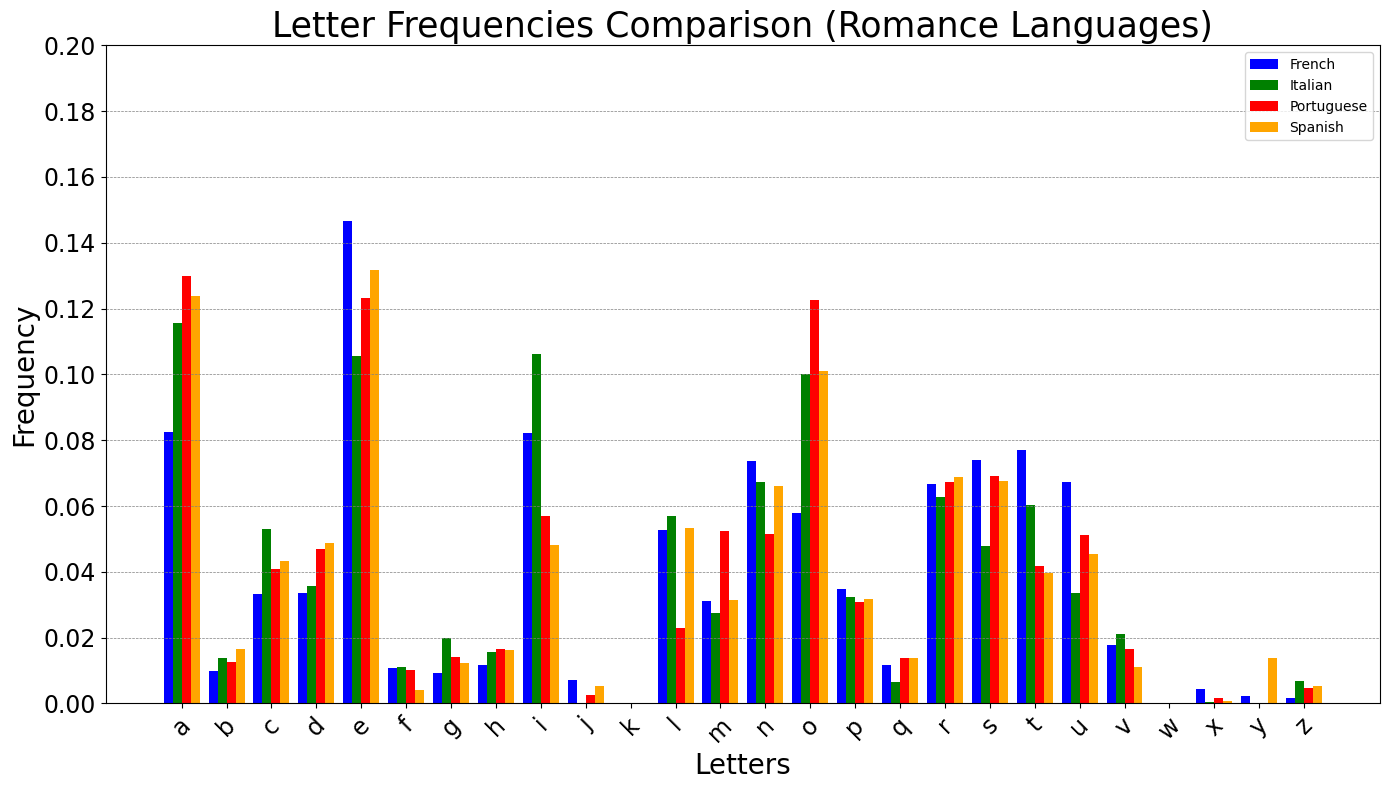 Letter Frequencies Comparison (Romance Languages)
0.20
0.18
0.16
0.14
0.12
0.10
0.08
0.06
0.04
0.02
0.00
Frequency
French
Italian
Portuguese
Spanish
a b c d e f g h i j k l m n o p q r s t u v w x y z
Letters